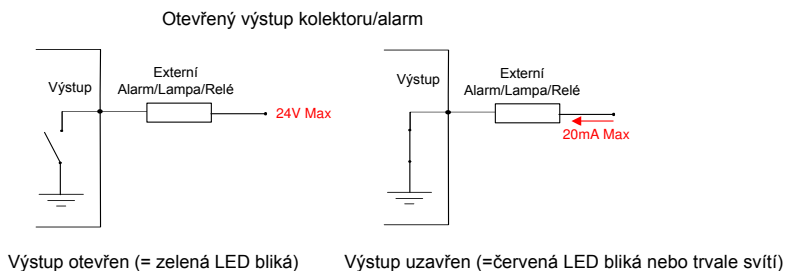 Otevřený výstup kolektoru/alarm
Výstup
Externí
Alarm/Lampa/Relé
24V Max
Výstup
Externí
Alarm/Lampa/Relé
20mA Max
Výstup otevřen (= zelená LED bliká)
Výstup uzavřen (=červená LED bliká nebo trvale svítí)